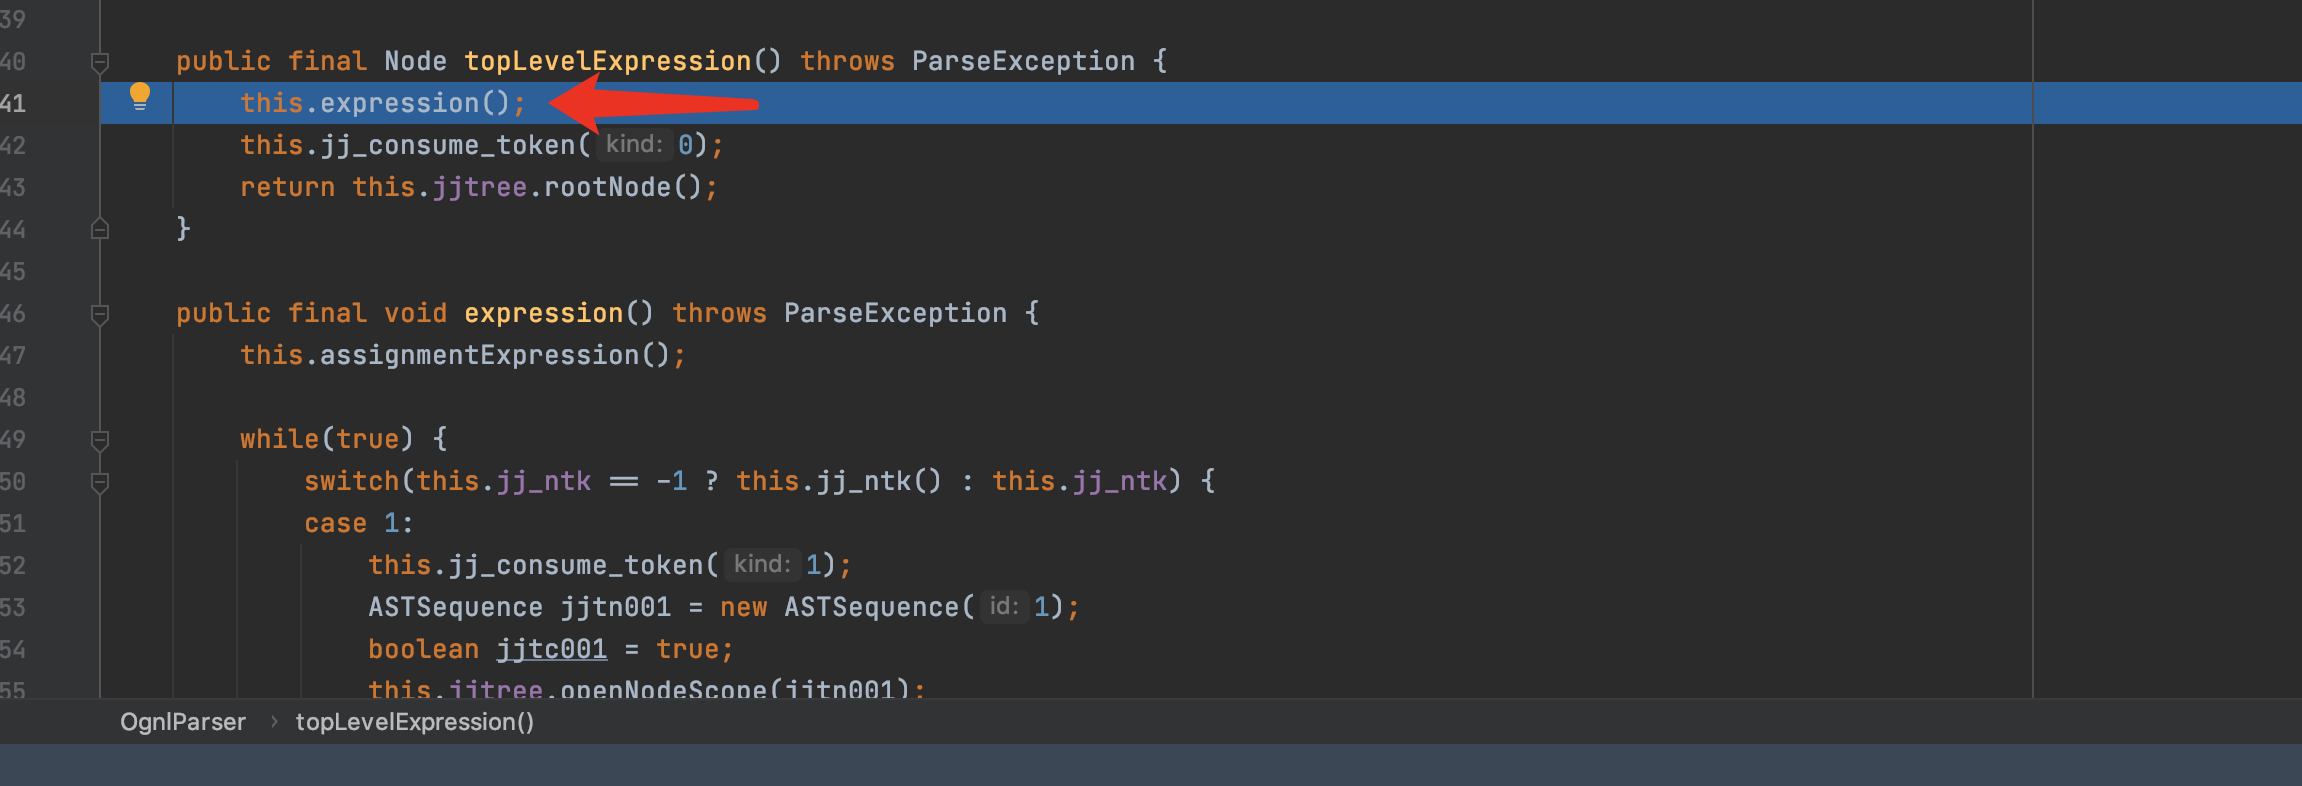 39
40 public final Node topLevelExpression() throws ParseException {
41 this.expression();
42 this.jj_consume_token( kind: 0);
43 return this.jjtree.rootNode();
44 }
45
46 public final void expression() throws ParseException {
47 this.assignmentExpression();
48
49 while(true) {
50 switch(this.jj_ntk == -1 ? this.jj_ntk() : this.jj_ntk) {
51 case 1:
52 this.jj_consume_token( kind: 1);
53 ASTSequence jjtn001 = new ASTSequence( id: 1);
54 boolean jjtc001 = true;
55 this.jjtree.openNodeScope(jjtn001);
OgnlParser › topLevelExpression()